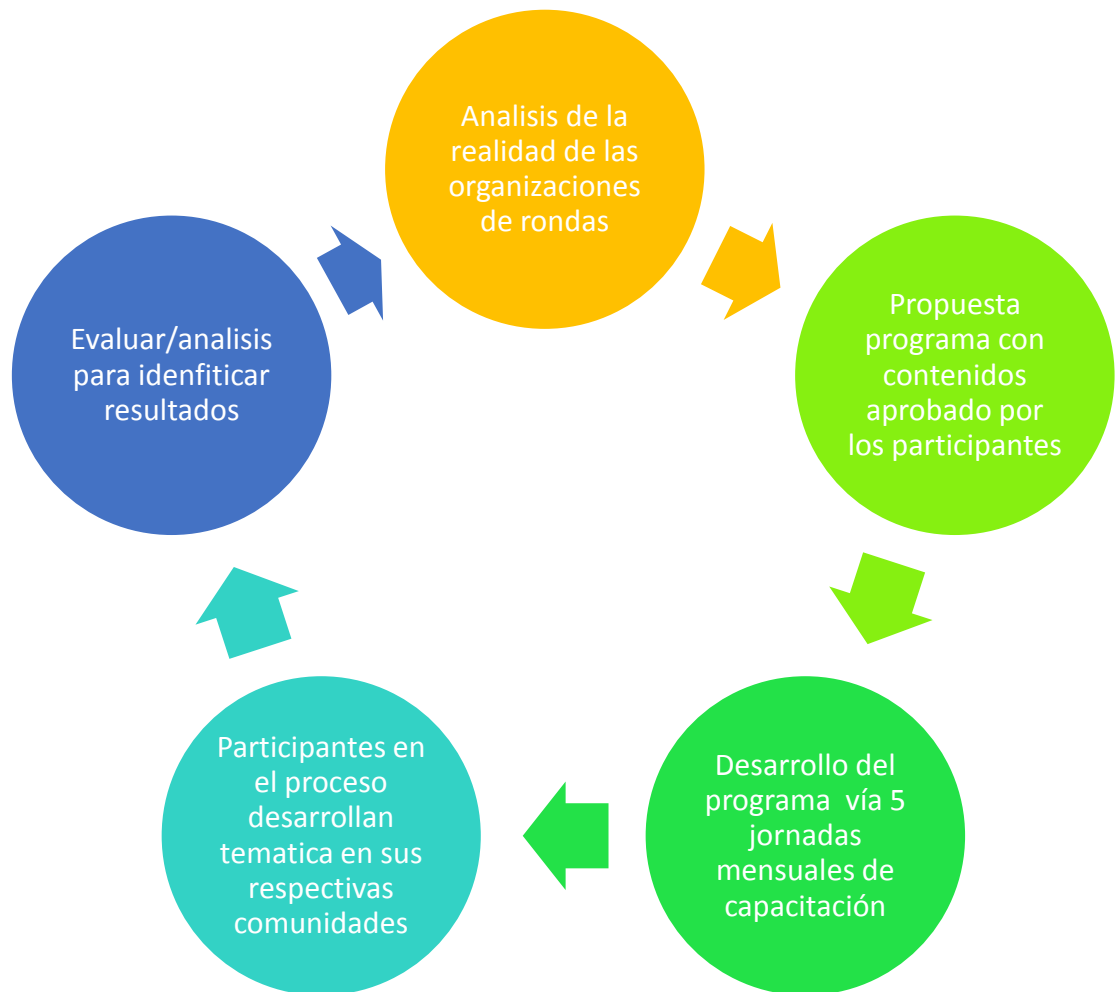 Analisis de la
realidad de las
organizaciones
de rondas
Propuesta
programa con
contenidos
aprobado por
los participantes
Desarrollo del
programa vía 5
jornadas
mensuales de
capacitación
Participantes en
el proceso
desarrollan
tematica en sus
respectivas
comunidades
Evaluar/analisis
para idenfiticar
resultados